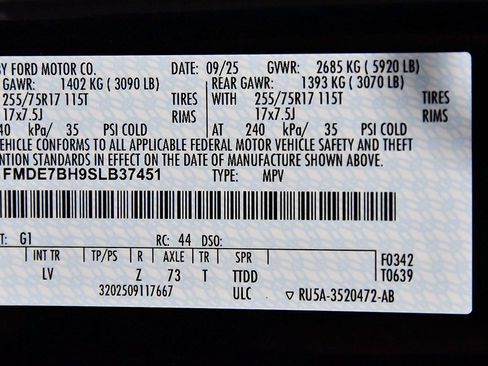 BY FORD MOTOR CO. DATE: 09/25 GVWR: 2685 KG ( 5920 LB)
GAWR: 1402 KG ( 3090 LB) REAR GAWR: 1393 KG ( 3070 LB)
255/75R17 115T TIRES WITH 255/75R17 115T TIRES
17x7.5J RIMS 17x7.5J RIMS
240 kPa/ 35 PSI COLD AT 240 kPa/ 35 PSI COLD
VEHICLE CONFORMS TO ALL APPLICABLE FEDERAL MOTOR VEHICLE SAFETY AND THEFT
PREVENTION STANDARDS IN EFFECT ON THE DATE OF MANUFACTURE SHOWN ABOVE.
FMDE7BH9SLB37451 TYPE: MPV
T: G1 RC: 44 DSO:
INT TR TP/PS R AXLE TR SPR F0342
LV Z 73 T TTDD T0639
3202509117667 ULC ▽ RU5A-3520472-AB